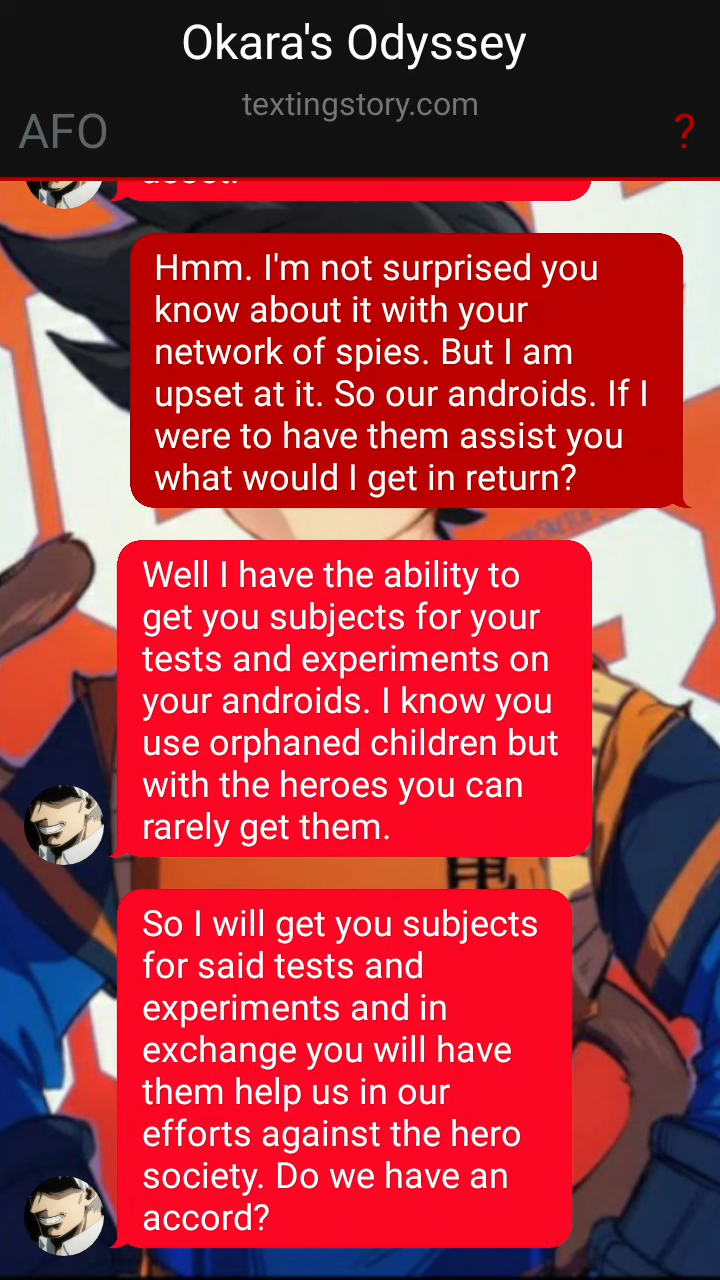 Okara's Odyssey
textingstory.com
AFO
?
Hmm. I'm not surprised you
know about it with your
network of spies. But I am
upset at it. So our androids. If I
were to have them assist you
what would I get in return?
Well I have the ability to
get you subjects for your
tests and experiments on
your androids. I know you
use orphaned children but
with the heroes you can
rarely get them.
So I will get you subjects
for said tests and
experiments and in
exchange you will have
them help us in our
efforts against the hero
society. Do we have an
accord?